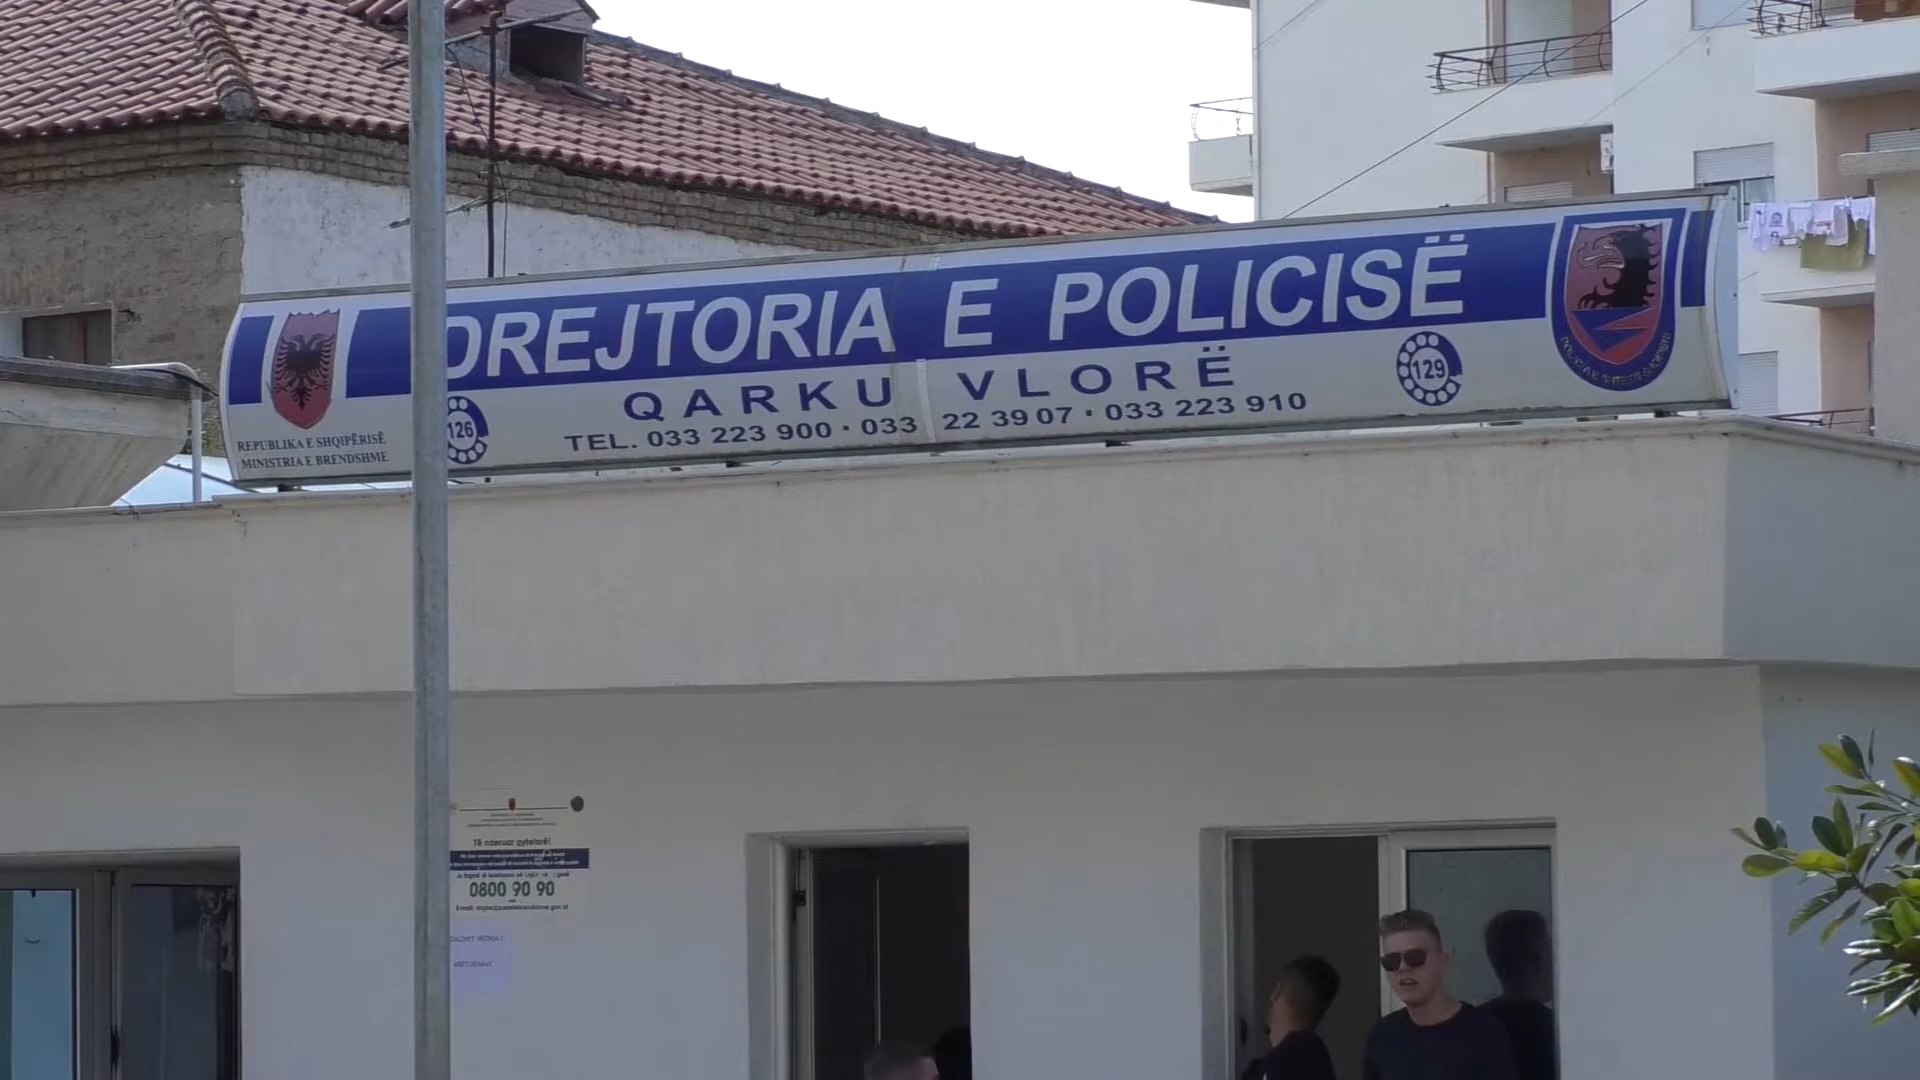 DREJTORIA E POLICISË
QARKU VLORË
TEL. 033 223 900 · 033 22 39 07 · 033 223 910
126
129
REPUBLIKA E SHQIPËRISË
MINISTRIA E BRENDSHME
Të nderuar qytetarë!
0800 90 90